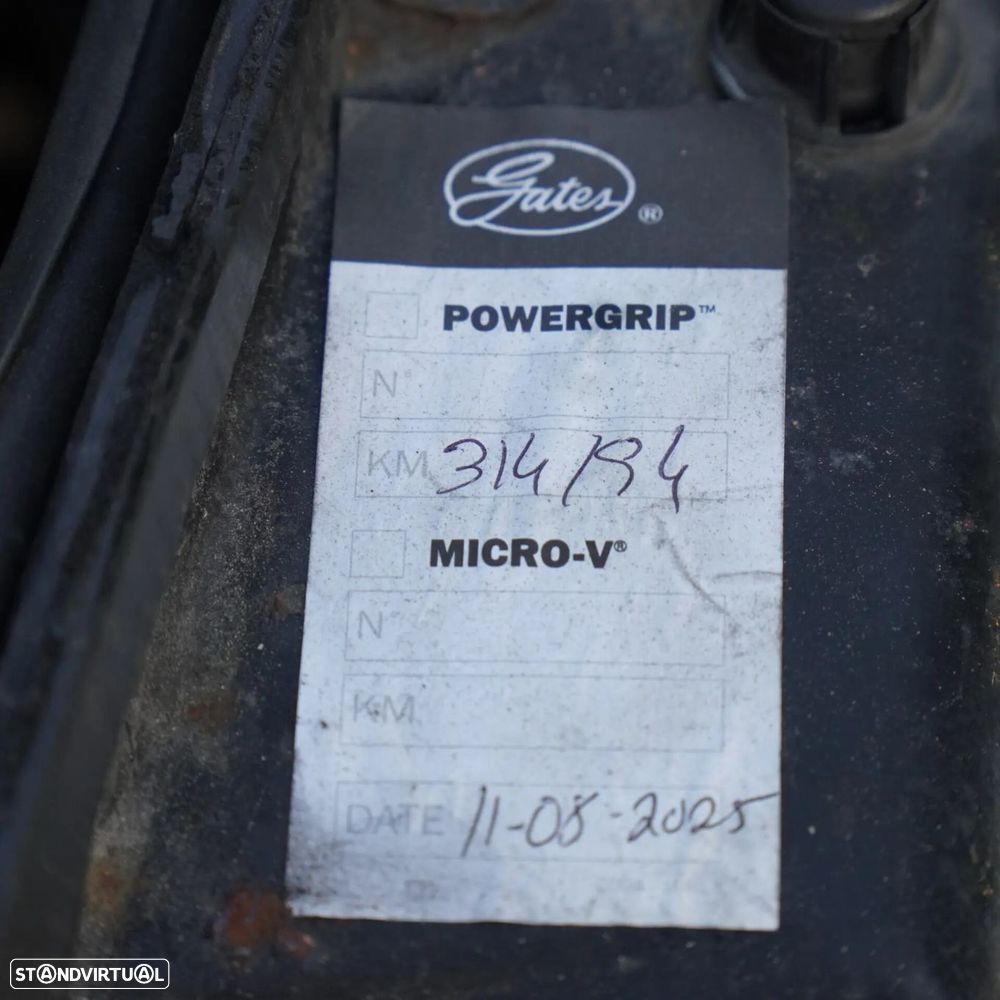 Gates®
POWERGRIP™
N°
KM 314194
MICRO-V®
N°
KM
DATE 11-08-2025
STANDVIRTUAL